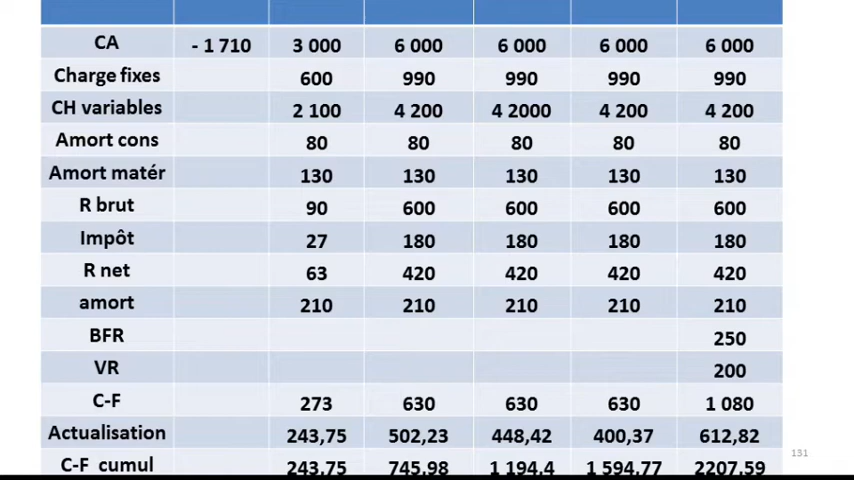 CA - 1 710 3 000 6 000 6 000 6 000 6 000
Charge fixes 600 990 990 990 990
CH variables 2 100 4 200 4 2000 4 200 4 200
Amort cons 80 80 80 80 80
Amort matér 130 130 130 130 130
R brut 90 600 600 600 600
Impôt 27 180 180 180 180
R net 63 420 420 420 420
amort 210 210 210 210 210
BFR 250
VR 200
C-F 273 630 630 630 1 080
Actualisation 243,75 502,23 448,42 400,37 612,82
C-F cumul 243,75 745,98 1 194,4 1 594,77 2207,59
131